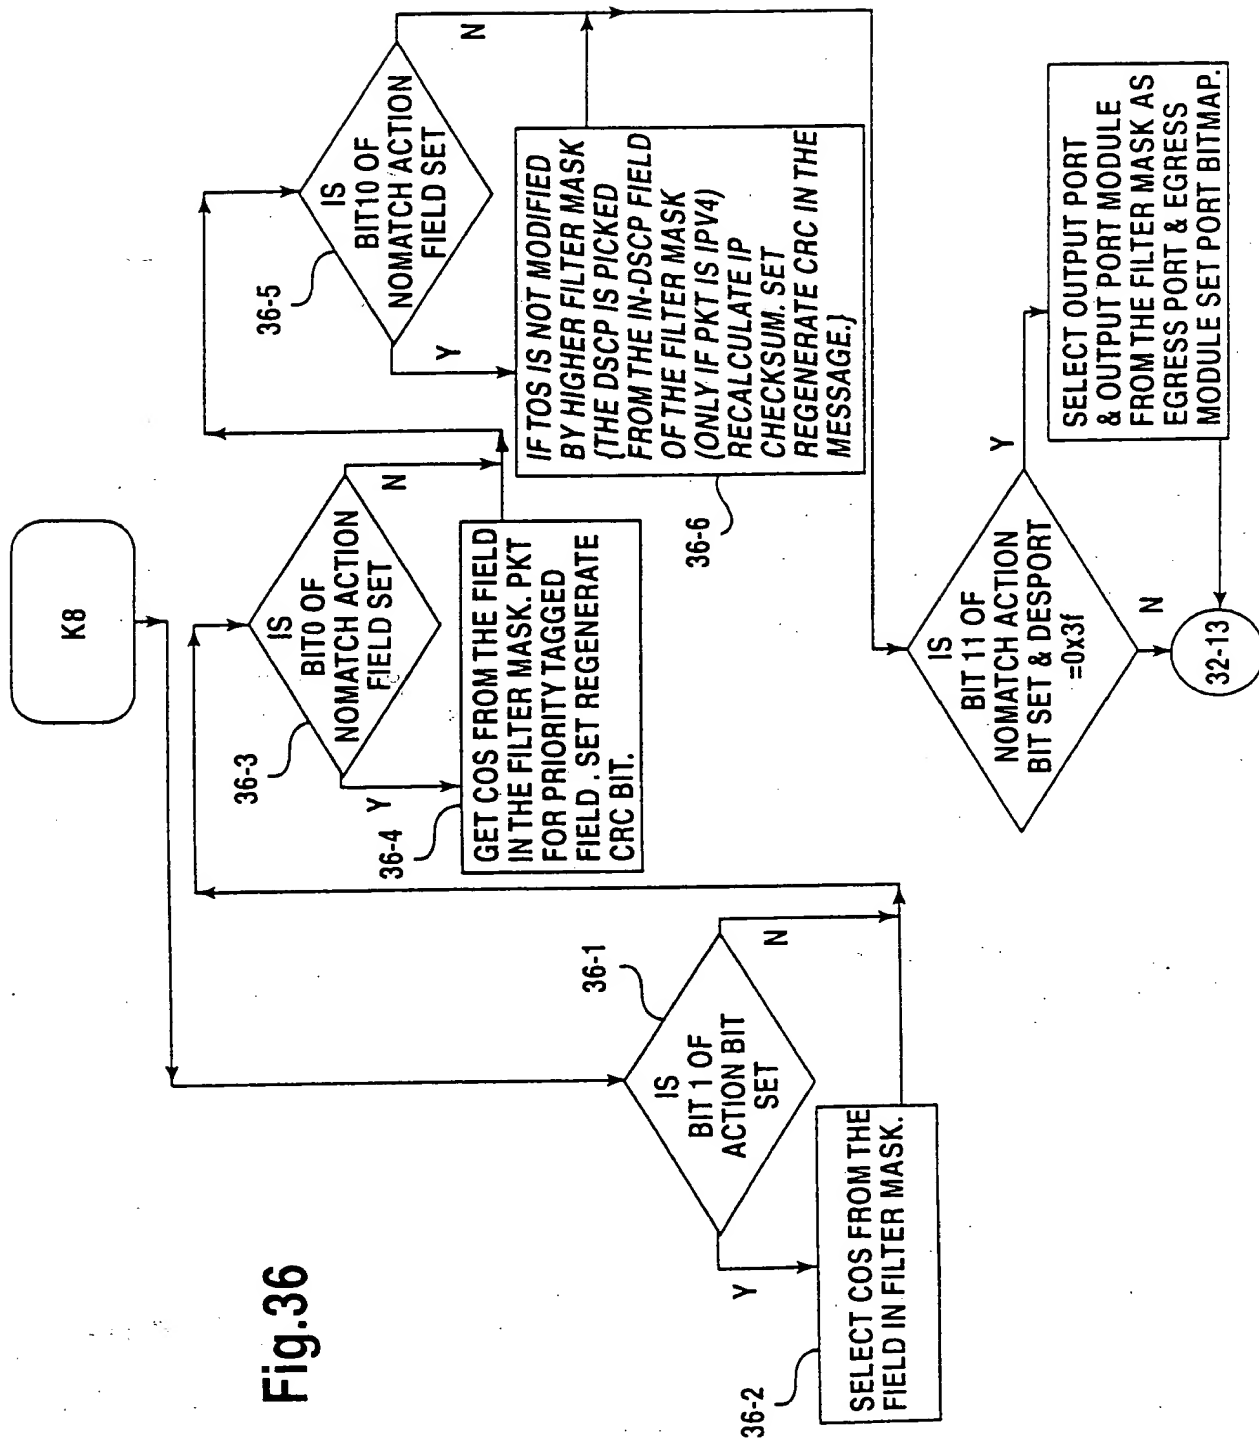 Fig.36
K8
IS
BIT 1 OF
ACTION BIT
SET
36-1
Y
N
SELECT COS FROM THE
FIELD IN FILTER MASK.
36-2
IS
BIT0 OF
NOMATCH ACTION
FIELD SET
36-3
Y
N
GET COS FROM THE FIELD
IN THE FILTER MASK. PKT
FOR PRIORITY TAGGED
FIELD . SET REGENERATE
CRC BIT.
36-4
IS
BIT10 OF
NOMATCH ACTION
FIELD SET
36-5
Y
N
IF TOS IS NOT MODIFIED
BY HIGHER FILTER MASK
{THE DSCP IS PICKED
FROM THE IN-DSCP FIELD
OF THE FILTER MASK
(ONLY IF PKT IS IPV4)
RECALCULATE IP
CHECKSUM. SET
REGENERATE CRC IN THE
MESSAGE.}
36-6
IS
BIT 11 OF
NOMATCH ACTION
BIT SET & DESPORT
=0x3f
Y
N
SELECT OUTPUT PORT
& OUTPUT PORT MODULE
FROM THE FILTER MASK AS
EGRESS PORT & EGRESS
MODULE SET PORT BITMAP.
32-13